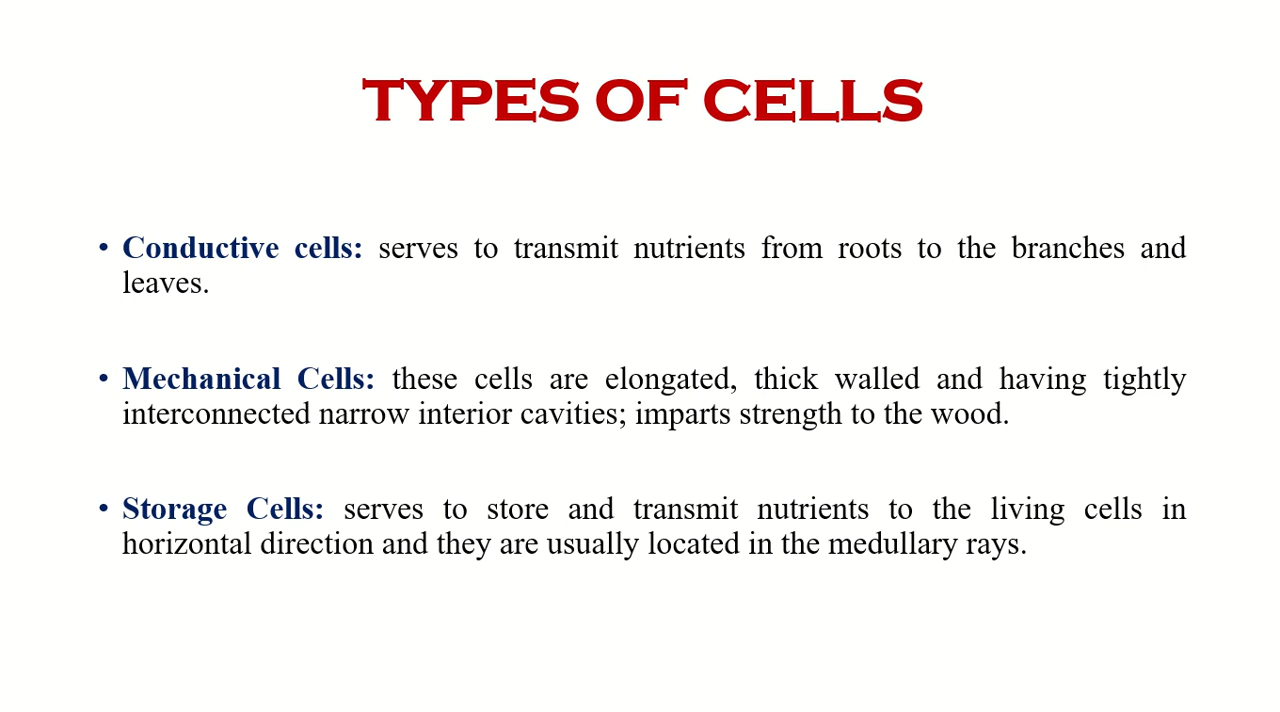 TYPES OF CELLS
• Conductive cells: serves to transmit nutrients from roots to the branches and
leaves.
• Mechanical Cells: these cells are elongated, thick walled and having tightly
interconnected narrow interior cavities; imparts strength to the wood.
• Storage Cells: serves to store and transmit nutrients to the living cells in
horizontal direction and they are usually located in the medullary rays.